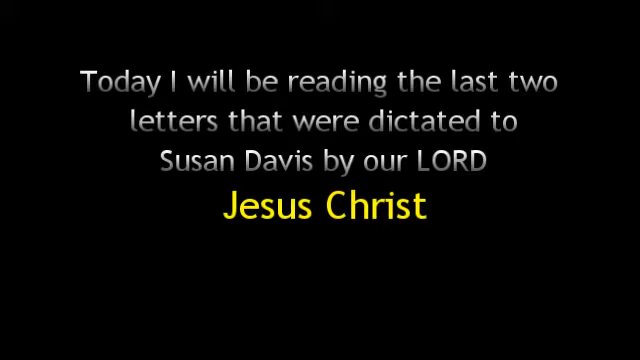 Today I will be reading the last two
letters that were dictated to
Susan Davis by our LORD
Jesus Christ